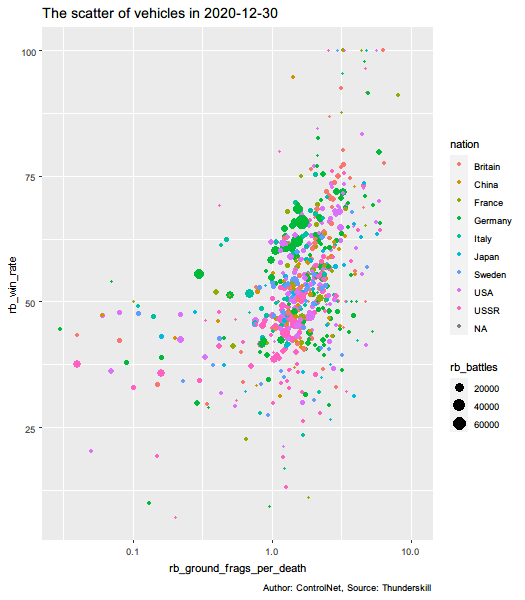 The scatter of vehicles in 2020-12-30
100
75
50
25
rb_win_rate
0.1
1.0
10.0
rb_ground_frags_per_death
nation
Britain
China
France
Germany
Italy
Japan
Sweden
USA
USSR
NA
rb_battles
20000
40000
60000
Author: ControlNet, Source: Thunderskill